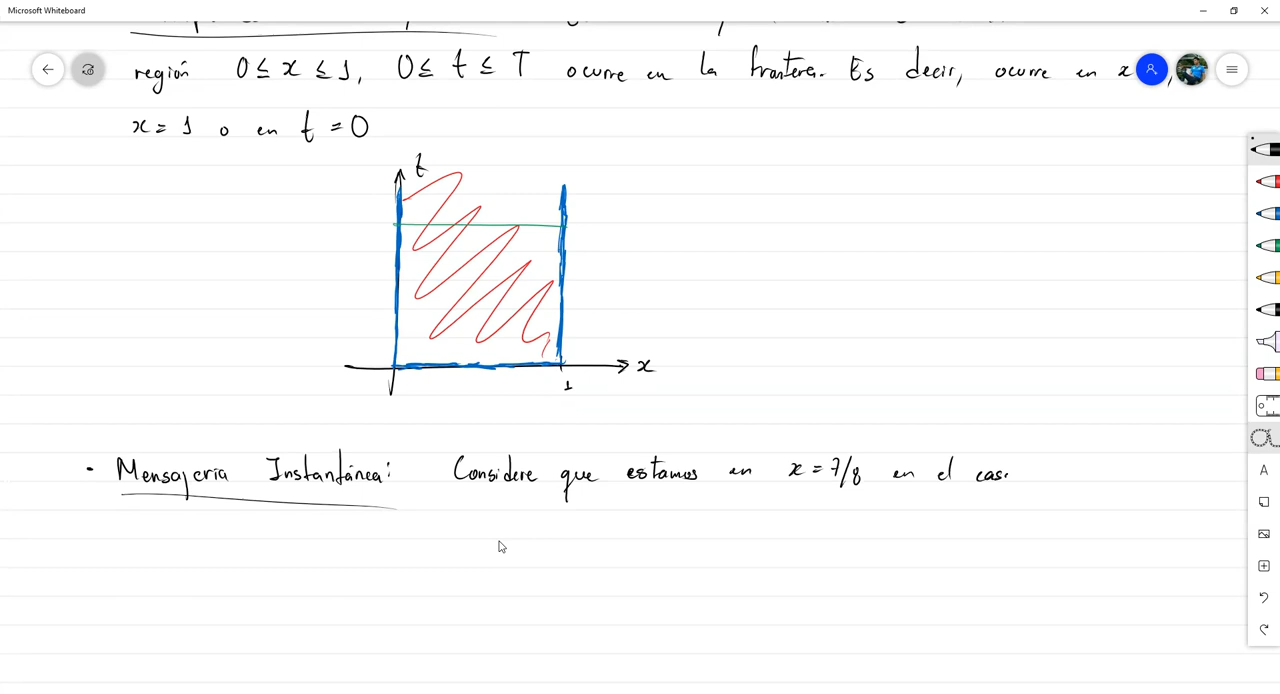 Microsoft Whiteboard
región 0 ≤ x ≤ 1, 0 ≤ t ≤ T ocurre en la frontera. Es decir, ocurre en x
x = 1 o en t = 0
t
x
1
• Mensajería Instantánea: Considere que estamos en x = 7/8 en el cas.
A